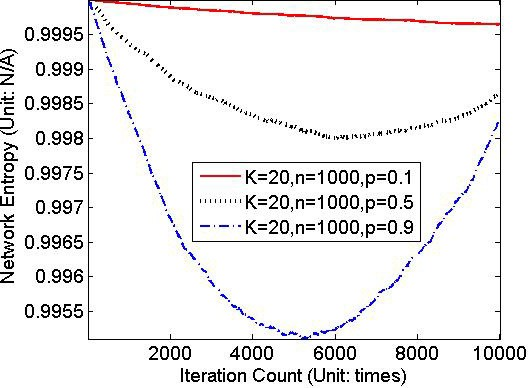 Network Entropy (Unit: N/A)
0.9995
0.999
0.9985
0.998
0.9975
0.997
0.9965
0.996
0.9955
K=20,n=1000,p=0.1
K=20,n=1000,p=0.5
K=20,n=1000,p=0.9
2000 4000 6000 8000 10000
Iteration Count (Unit: times)